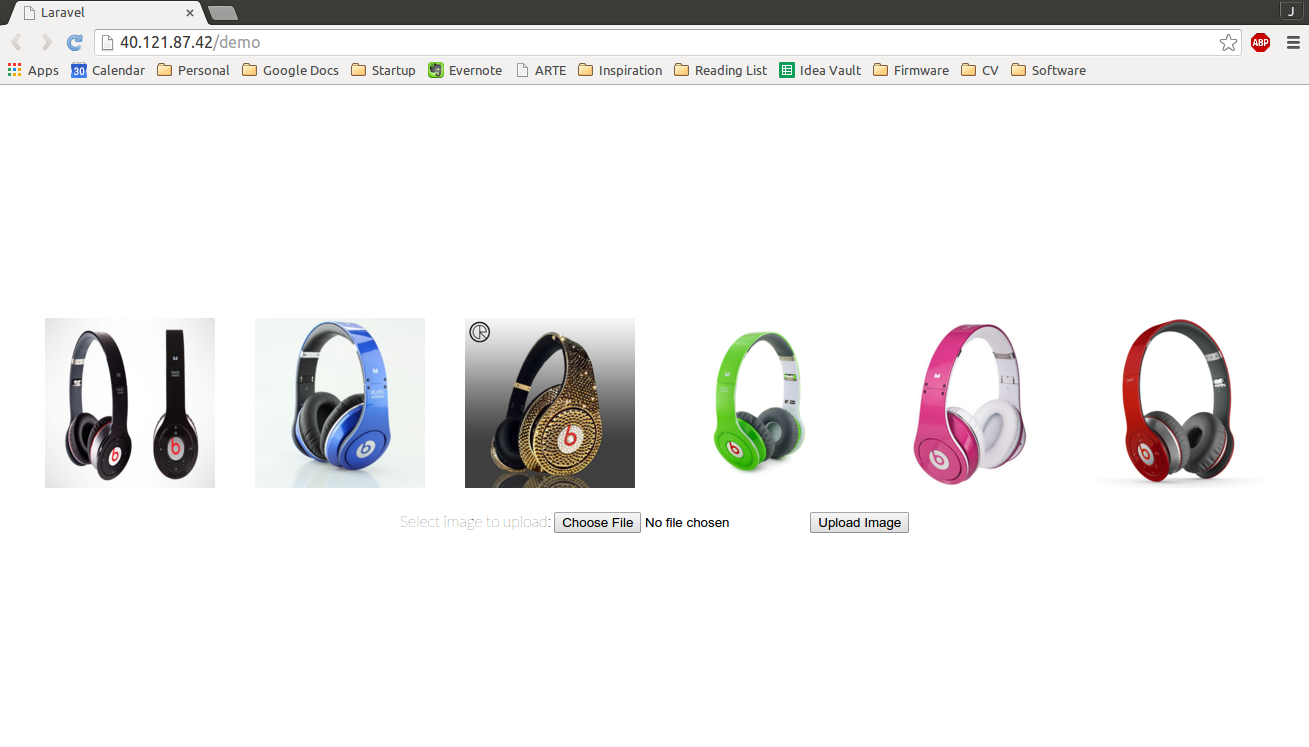 Laravel
J
40.121.87.42/demo
ABP
Apps 30 Calendar Personal Google Docs Startup Evernote ARTE Inspiration Reading List Idea Vault Firmware CV Software
b b b b b b b
Select image to upload: Choose File No file chosen Upload Image